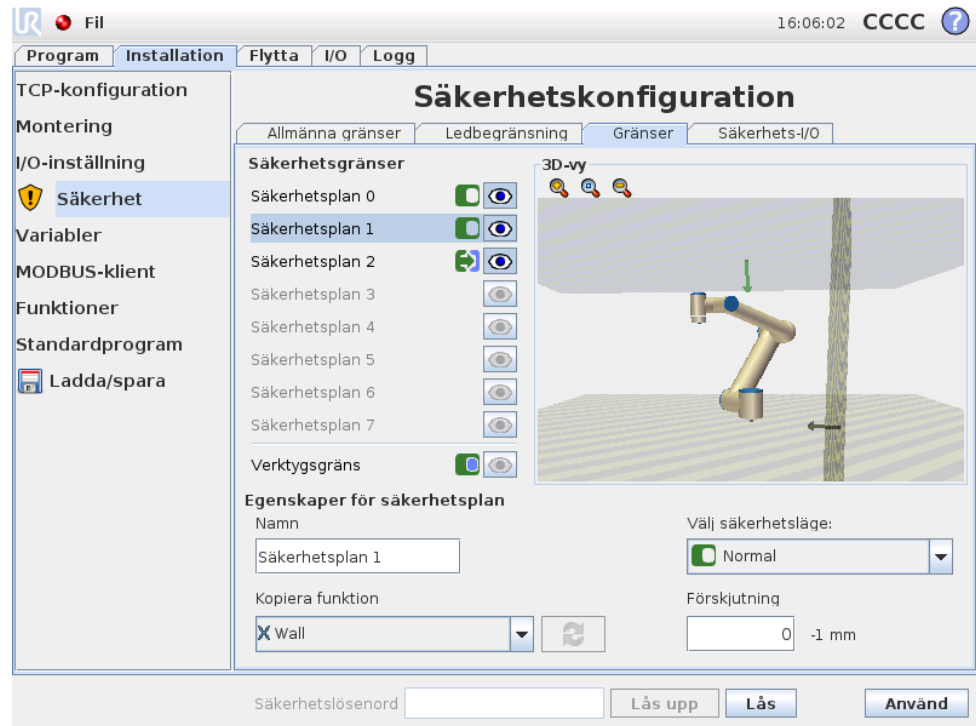 UR Fil 16:06:02 CCCC ?
Program Installation Flytta I/O Logg
TCP-konfiguration
Montering
I/O-inställning
Säkerhet
Variabler
MODBUS-klient
Funktioner
Standardprogram
Ladda/spara
Säkerhetskonfiguration
Allmänna gränser Ledbegränsning Gränser Säkerhets-I/O
Säkerhetsgränser
Säkerhetsplan 0
Säkerhetsplan 1
Säkerhetsplan 2
Säkerhetsplan 3
Säkerhetsplan 4
Säkerhetsplan 5
Säkerhetsplan 6
Säkerhetsplan 7
Verktygsgräns
3D-vy
Egenskaper för säkerhetsplan
Namn
Säkerhetsplan 1
Välj säkerhetsläge:
Normal
Kopiera funktion
Wall
Förskjutning
0 -1 mm
Säkerhetslösenord Lås upp Lås Använd